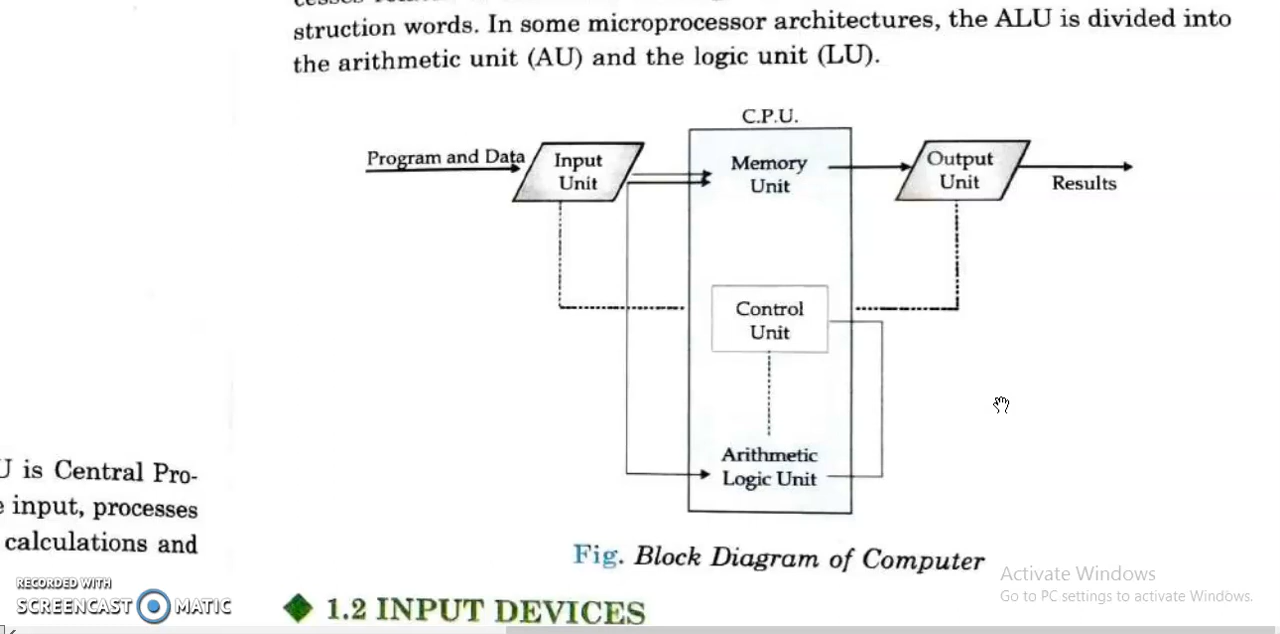 struction words. In some microprocessor architectures, the ALU is divided into
the arithmetic unit (AU) and the logic unit (LU).
C.P.U.
Program and Data
Input
Unit
Memory
Unit
Output
Unit
Results
Control
Unit
Arithmetic
Logic Unit
U is Central Pro-
e input, processes
calculations and
Fig. Block Diagram of Computer
Activate Windows
Go to PC settings to activate Windows.
RECORDED WITH
SCREENCAST MATIC
1.2 INPUT DEVICES